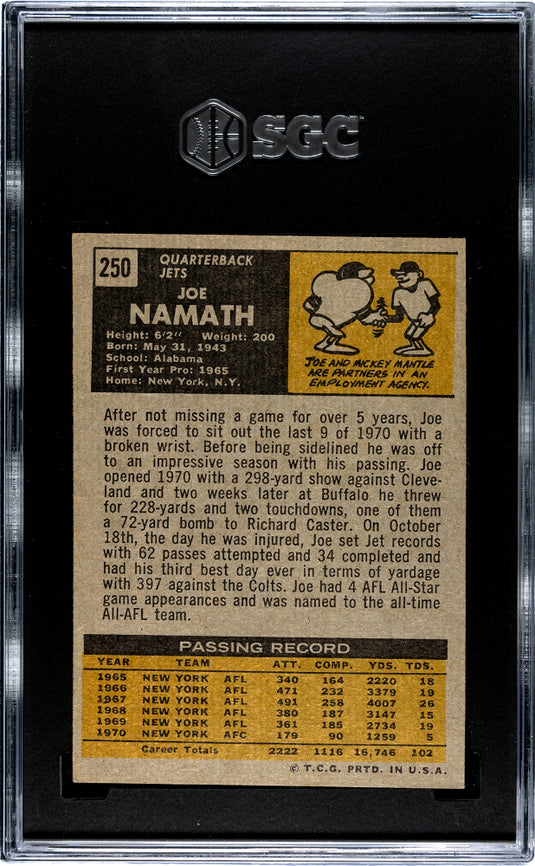 SGC
250
QUARTERBACK
JETS
JOE
NAMATH
Height: 6'2" Weight: 200
Born: May 31, 1943
School: Alabama
First Year Pro: 1965
Home: New York, N.Y.
JOE AND MICKEY MANTLE
ARE PARTNERS IN AN
EMPLOYMENT AGENCY.
After not missing a game for over 5 years, Joe
was forced to sit out the last 9 of 1970 with a
broken wrist. Before being sidelined he was off
to an impressive season with his passing. Joe
opened 1970 with a 298-yard show against Cleve-
land and two weeks later at Buffalo he threw
for 228-yards and two touchdowns, one of them
a 72-yard bomb to Richard Caster. On October
18th, the day he was injured, Joe set Jet records
with 62 passes attempted and 34 completed and
had his third best day ever in terms of yardage
with 397 against the Colts. Joe had 4 AFL All-Star
game appearances and was named to the all-time
All-AFL team.
PASSING RECORD
YEAR TEAM ATT. COMP. YDS. TDS.
1965 NEW YORK AFL 340 164 2220 18
1966 NEW YORK AFL 471 232 3379 19
1967 NEW YORK AFL 491 258 4007 26
1968 NEW YORK AFL 380 187 3147 15
1969 NEW YORK AFL 361 185 2734 19
1970 NEW YORK AFC 179 90 1259 5
Career Totals 2222 1116 16,746 102
© T.C.G. PRTD. IN U.S.A.